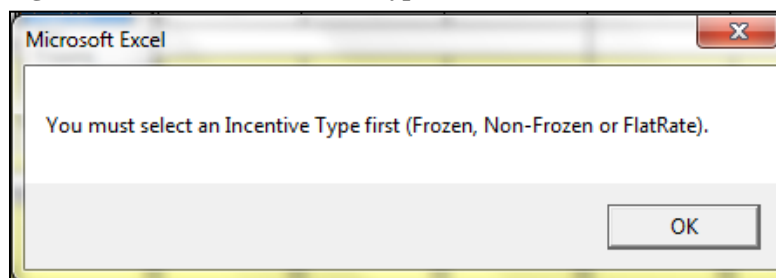 Microsoft Excel
You must select an Incentive Type first (Frozen, Non-Frozen or FlatRate).
OK